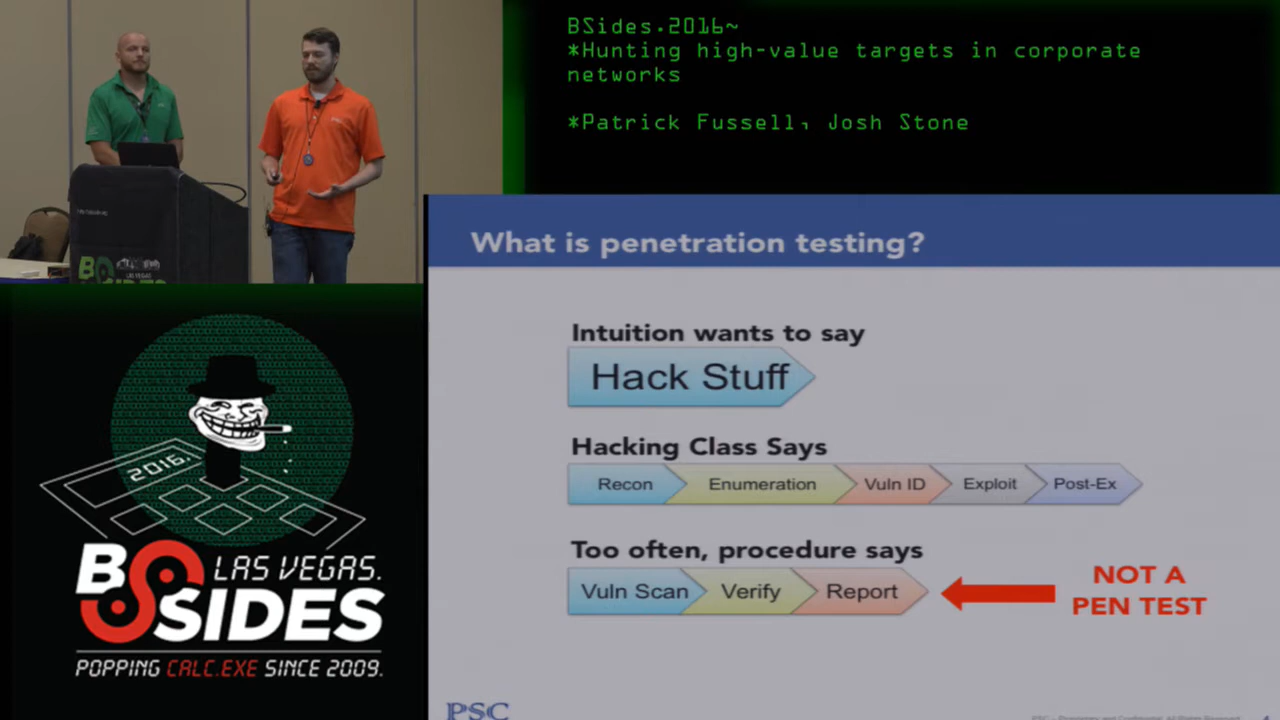 BSides.2016~
*Hunting high-value targets in corporate
networks
*Patrick Fussell, Josh Stone
What is penetration testing?
Intuition wants to say
Hack Stuff
Hacking Class Says
Recon
Enumeration
Vuln ID
Exploit
Post-Ex
Too often, procedure says
Vuln Scan
Verify
Report
NOT A
PEN TEST
PSC
2016.
BSIDES
LAS VEGAS.
POPPING CALC.EXE SINCE 2009.
LAS VEGAS